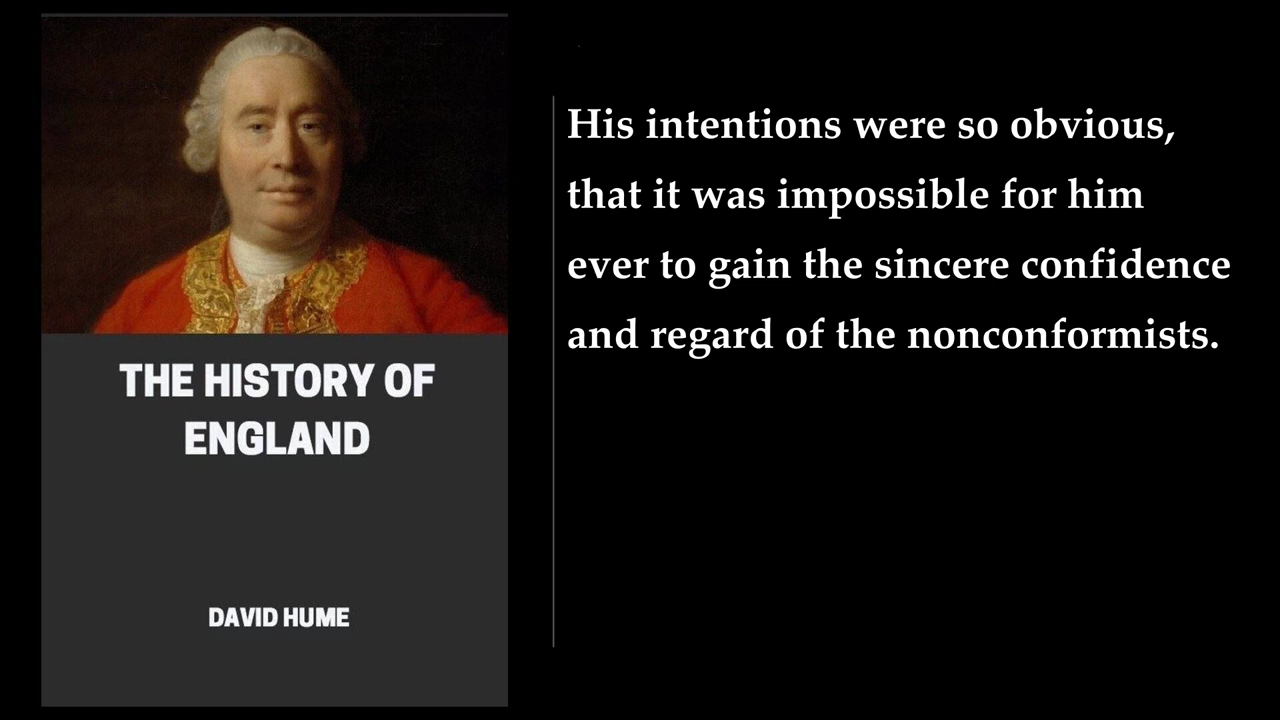 THE HISTORY OF
ENGLAND
DAVID HUME
His intentions were so obvious,
that it was impossible for him
ever to gain the sincere confidence
and regard of the nonconformists.